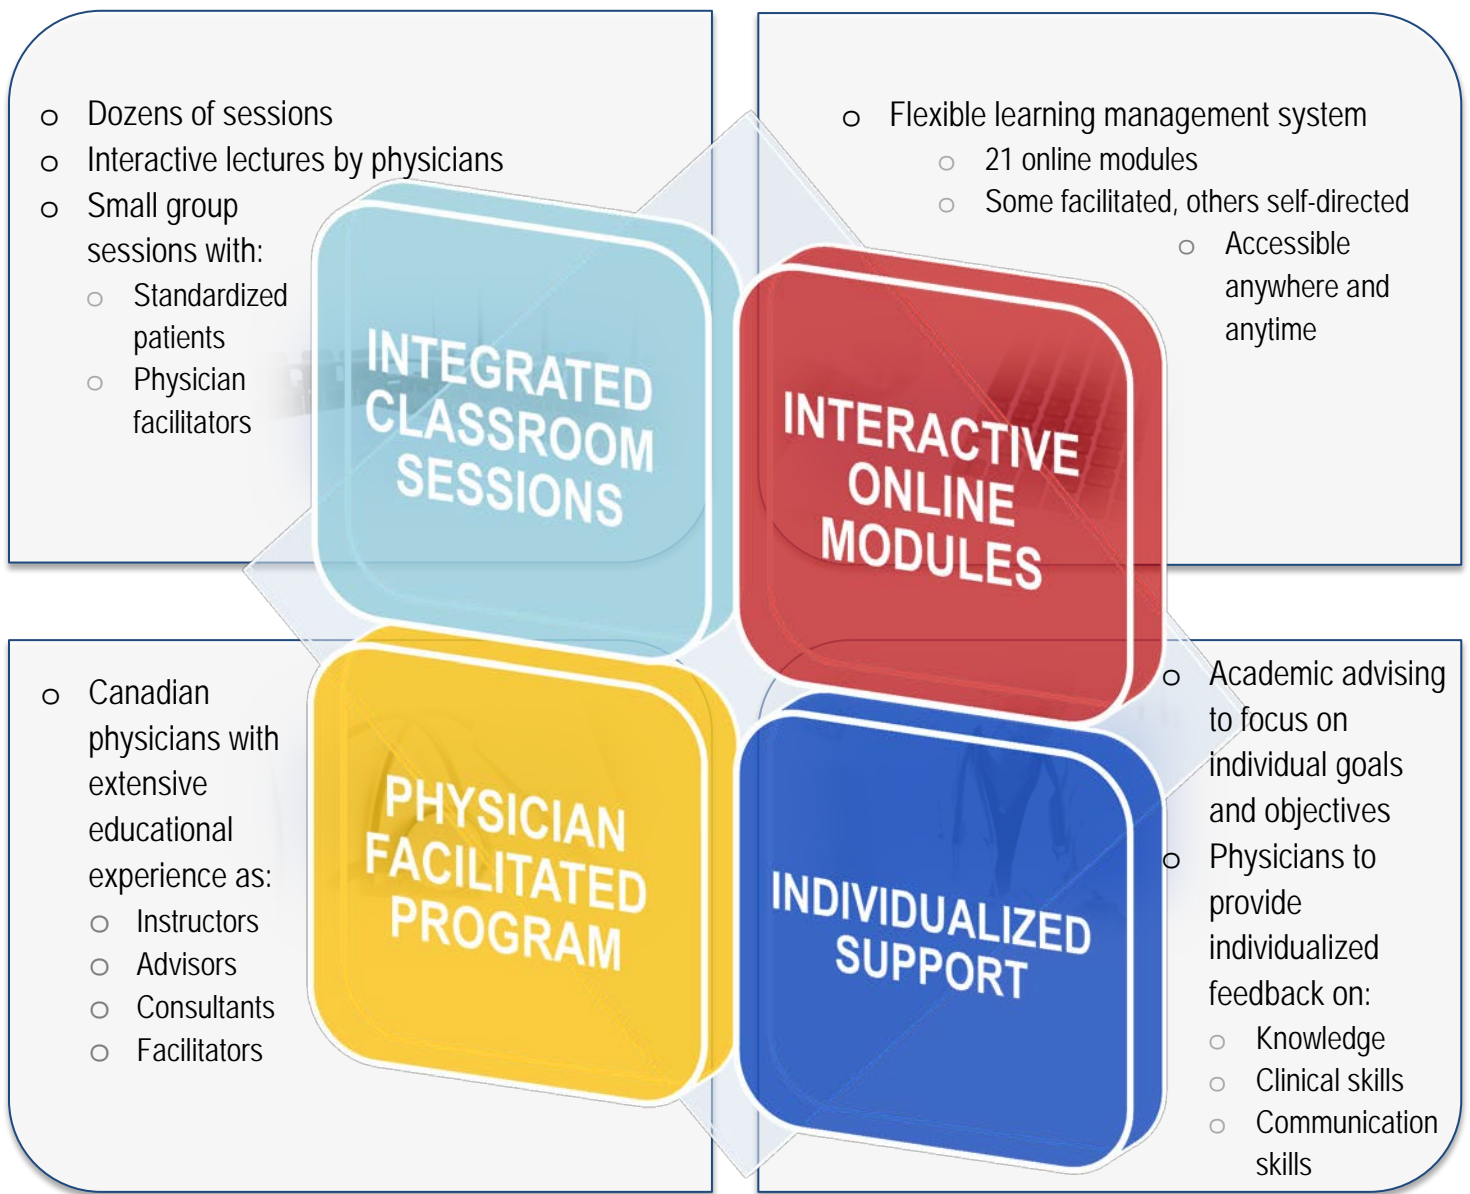 o Dozens of sessions
o Interactive lectures by physicians
o Small group
sessions with:
o Standardized
patients
o Physician
facilitators
INTEGRATED
CLASSROOM
SESSIONS
o Flexible learning management system
o 21 online modules
o Some facilitated, others self-directed
o Accessible
anywhere and
anytime
INTERACTIVE
ONLINE
MODULES
o Canadian
physicians with
extensive
educational
experience as:
o Instructors
o Advisors
o Consultants
o Facilitators
PHYSICIAN
FACILITATED
PROGRAM
INDIVIDUALIZED
SUPPORT
o Academic advising
to focus on
individual goals
and objectives
o Physicians to
provide
individualized
feedback on:
o Knowledge
o Clinical skills
o Communication
skills